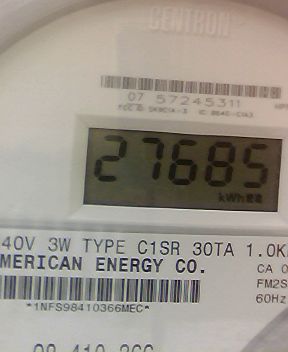 CENTRON
07 57245311
27685
kWh
40V 3W TYPE C1SR 30TA 1.0K
MERICAN ENERGY CO.
CA 0
FM2S
60Hz
*1NFS98410366MEC*